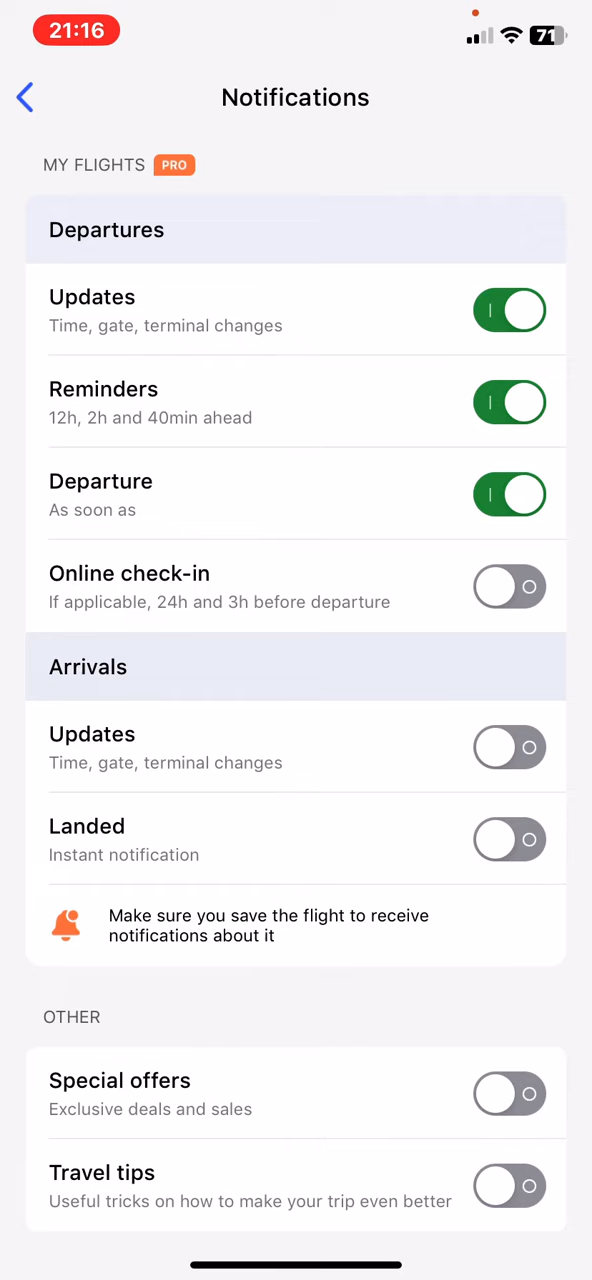 21:16
71
Notifications
MY FLIGHTS PRO
Departures
Updates
Time, gate, terminal changes
Reminders
12h, 2h and 40min ahead
Departure
As soon as
Online check-in
If applicable, 24h and 3h before departure
Arrivals
Updates
Time, gate, terminal changes
Landed
Instant notification
Make sure you save the flight to receive
notifications about it
OTHER
Special offers
Exclusive deals and sales
Travel tips
Useful tricks on how to make your trip even better